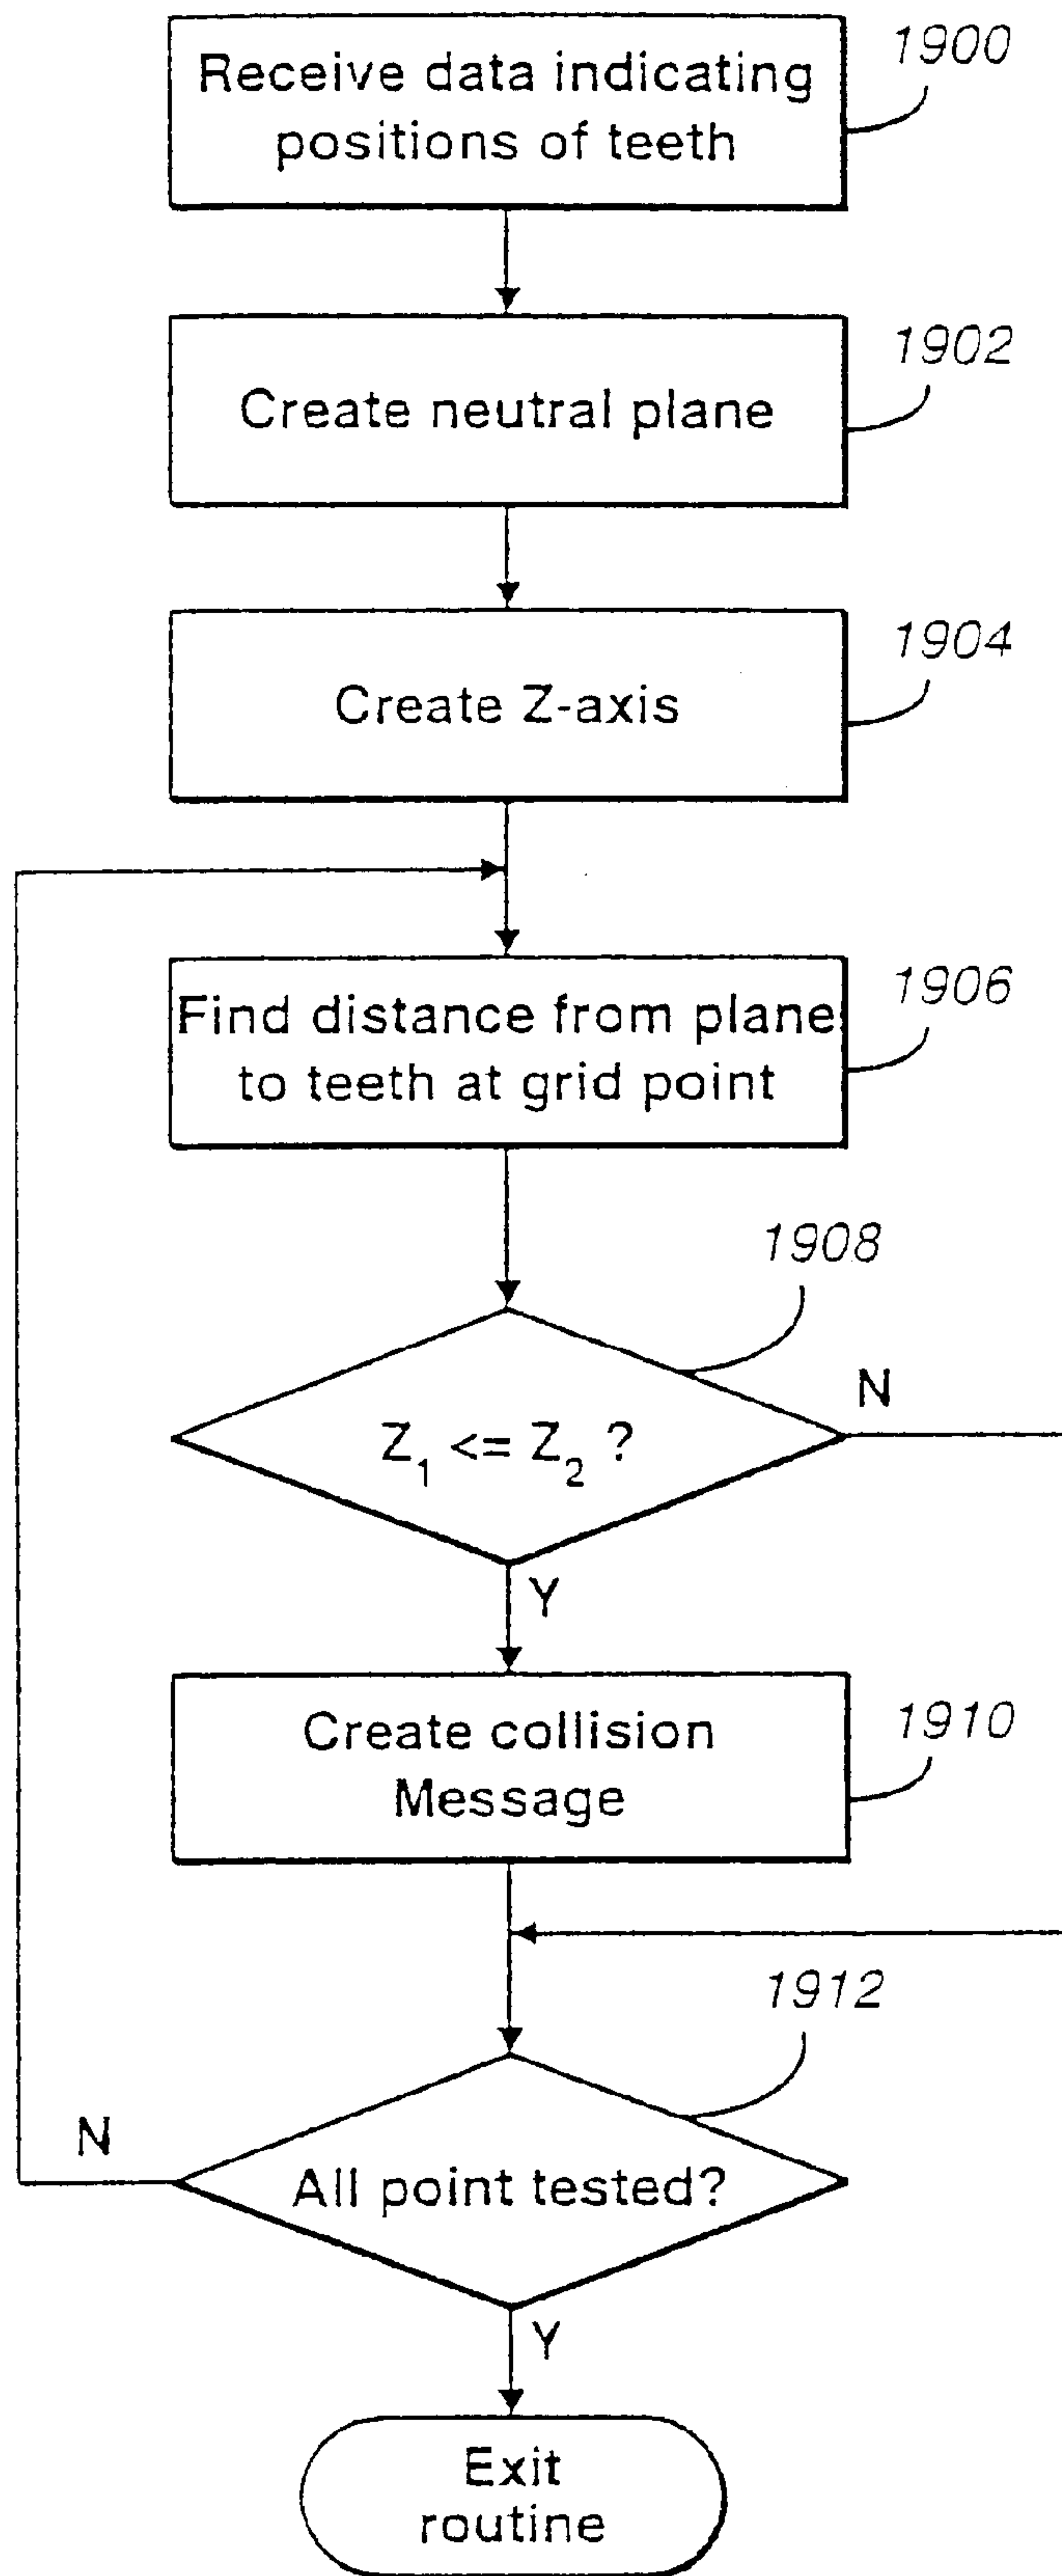 Receive data indicating
positions of teeth
1900
Create neutral plane
1902
Create Z-axis
1904
Find distance from plane
to teeth at grid point
1906
1908
N
Z1 <= Z2 ?
Y
Create collision
Message
1910
1912
N
All point tested?
Y
Exit
routine